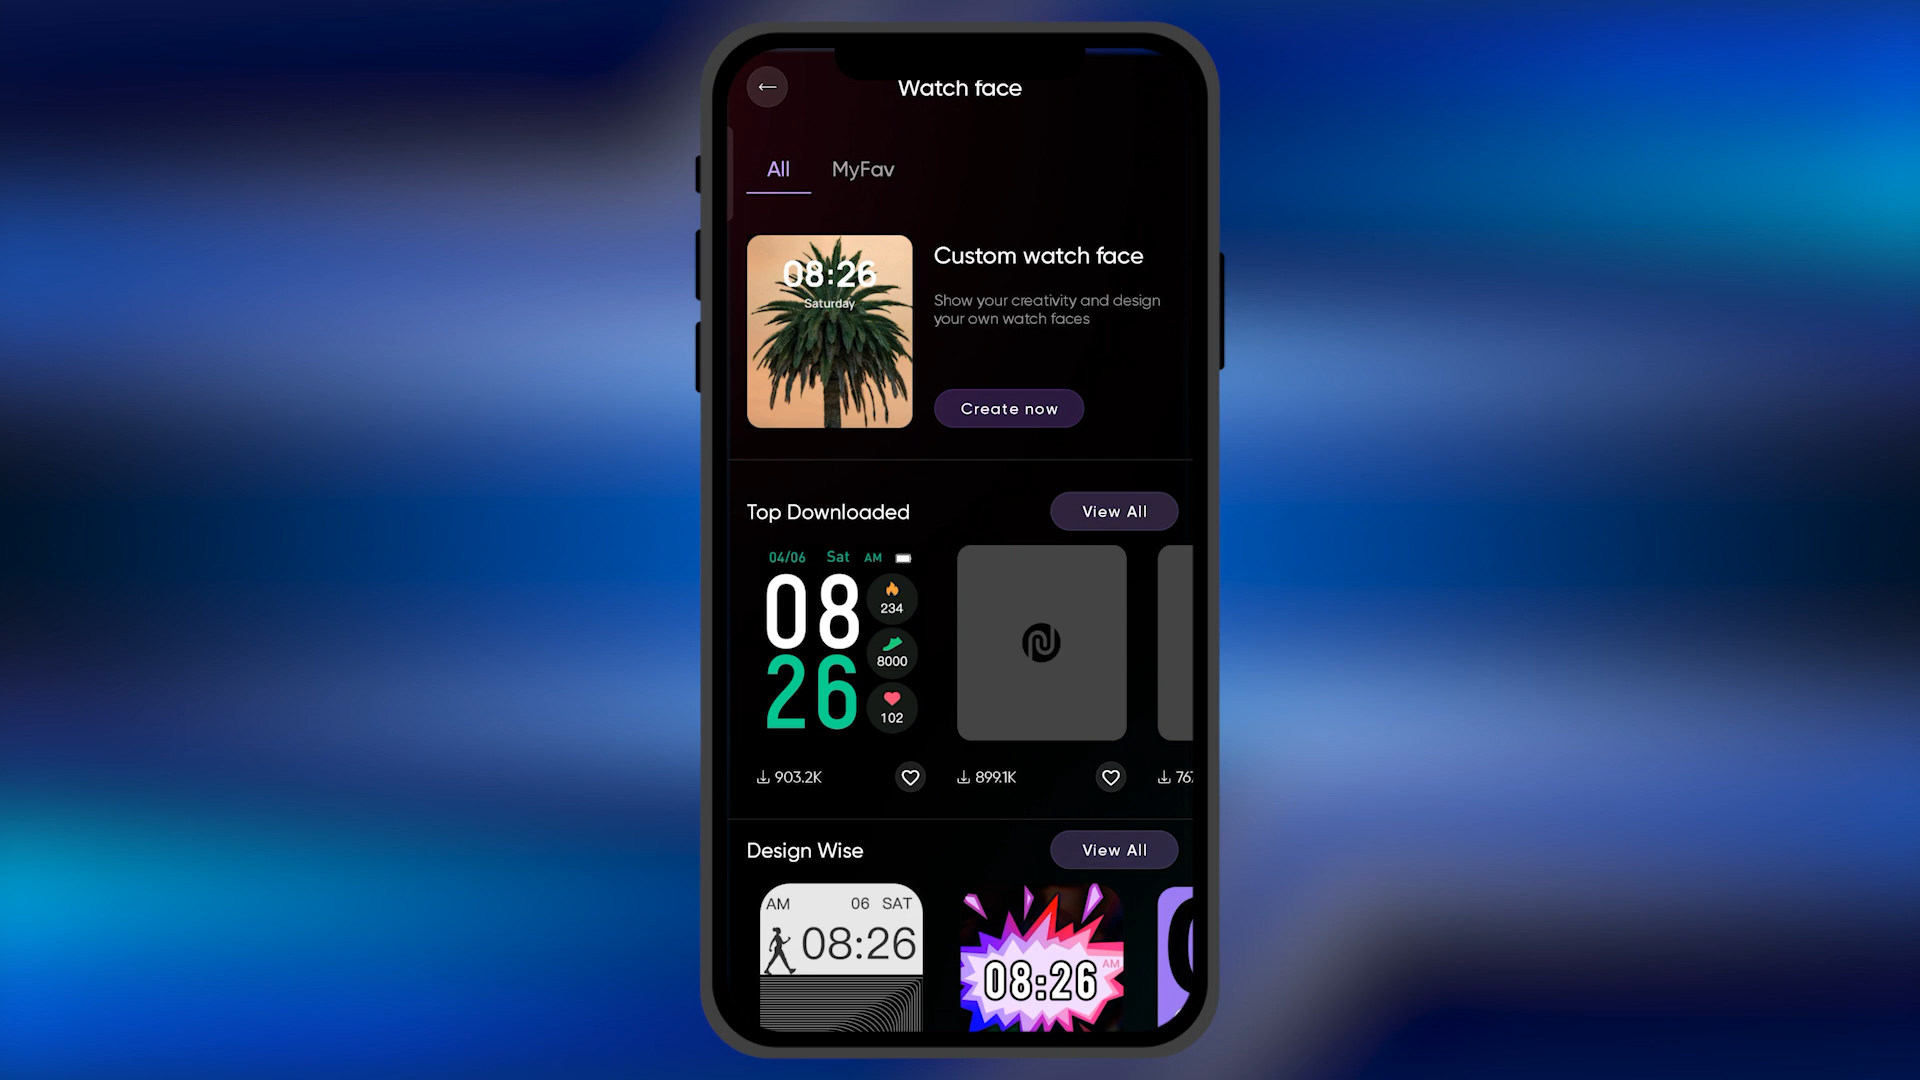 Watch face
All MyFav
08:26
Saturday
Custom watch face
Show your creativity and design
your own watch faces
Create now
Top Downloaded
View All
04/06 Sat AM
08
26
234
8000
102
903.2K
899.1K
Design Wise
View All
AM 06 SAT
08:26
AM
08:26